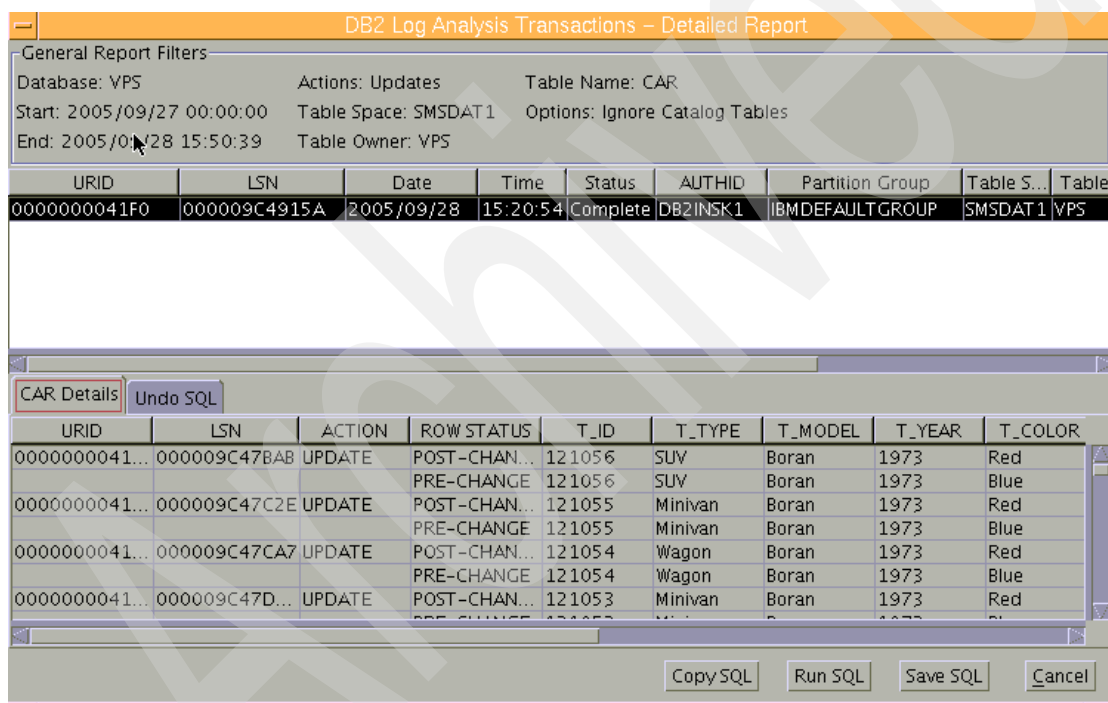 DB2 Log Analysis Transactions – Detailed Report
General Report Filters
Database: VPS Actions: Updates Table Name: CAR
Start: 2005/09/27 00:00:00 Table Space: SMSDAT1 Options: Ignore Catalog Tables
End: 2005/09/28 15:50:39 Table Owner: VPS
URID LSN Date Time Status AUTHID Partition Group Table S... Table
0000000041F0 000009C4915A 2005/09/28 15:20:54 Complete DB2INSK1 IBMDEFAULTGROUP SMSDAT1 VPS
CAR Details Undo SQL
URID LSN ACTION ROW STATUS T_ID T_TYPE T_MODEL T_YEAR T_COLOR
0000000041... 000009C47BAB UPDATE POST-CHAN... 121056 SUV Boran 1973 Red
PRE-CHANGE 121056 SUV Boran 1973 Blue
0000000041... 000009C47C2E UPDATE POST-CHAN... 121055 Minivan Boran 1973 Red
PRE-CHANGE 121055 Minivan Boran 1973 Blue
0000000041... 000009C47CA7 UPDATE POST-CHAN... 121054 Wagon Boran 1973 Red
PRE-CHANGE 121054 Wagon Boran 1973 Blue
0000000041... 000009C47D... UPDATE POST-CHAN... 121053 Minivan Boran 1973 Red
Copy SQL Run SQL Save SQL Cancel